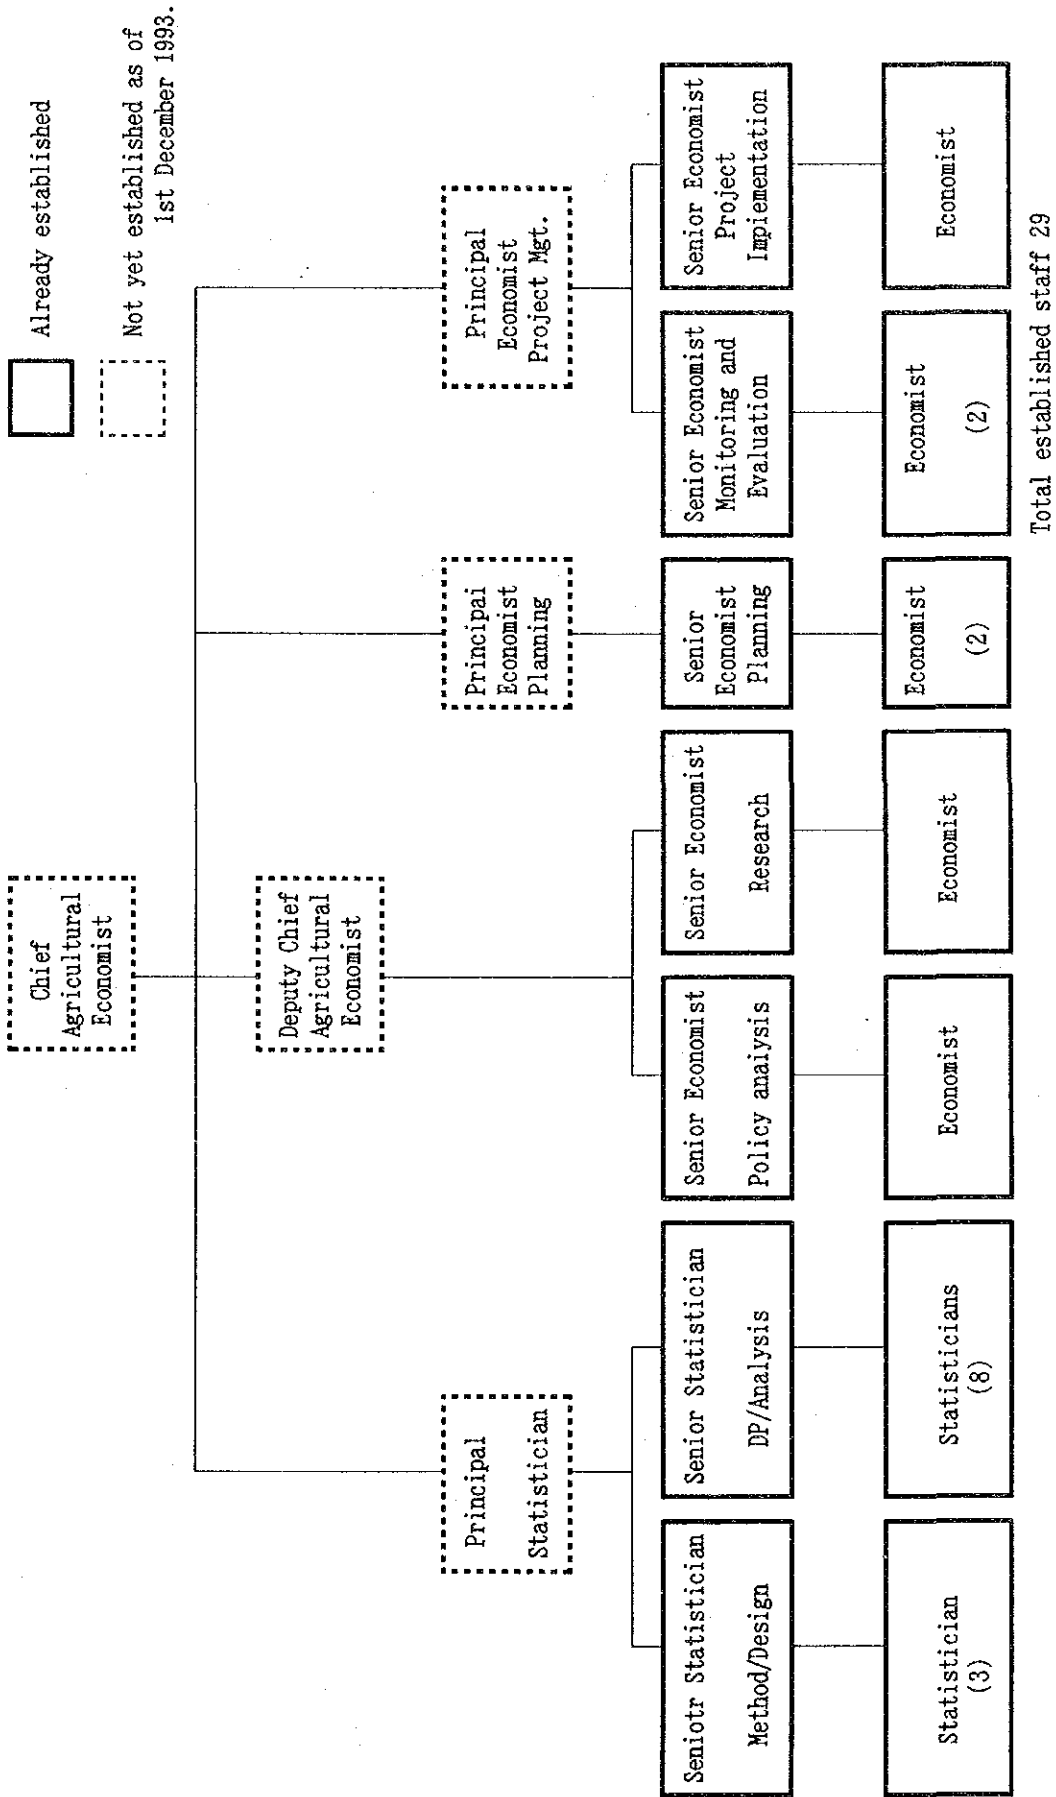 Already established
Not yet established as of
1st December 1993.
Chief
Agricultural
Economist
Deputy Chief
Agricultural
Economist
Principal
Statistician
Principai
Economist
Planning
Principal
Economist
Project Mgt.
Seniotr Statistician
Method/Design
Senior Statistician
DP/Analysis
Senior Economist
Policy anaiysis
Senior Economist
Research
Senior
Economist
Planning
Senior Economist
Monitoring and
Evaluation
Senior Economist
Project
Impiementation
Statistician
(3)
Statisticians
(8)
Economist
Economist
Economist
(2)
Economist
(2)
Economist
Total established staff 29